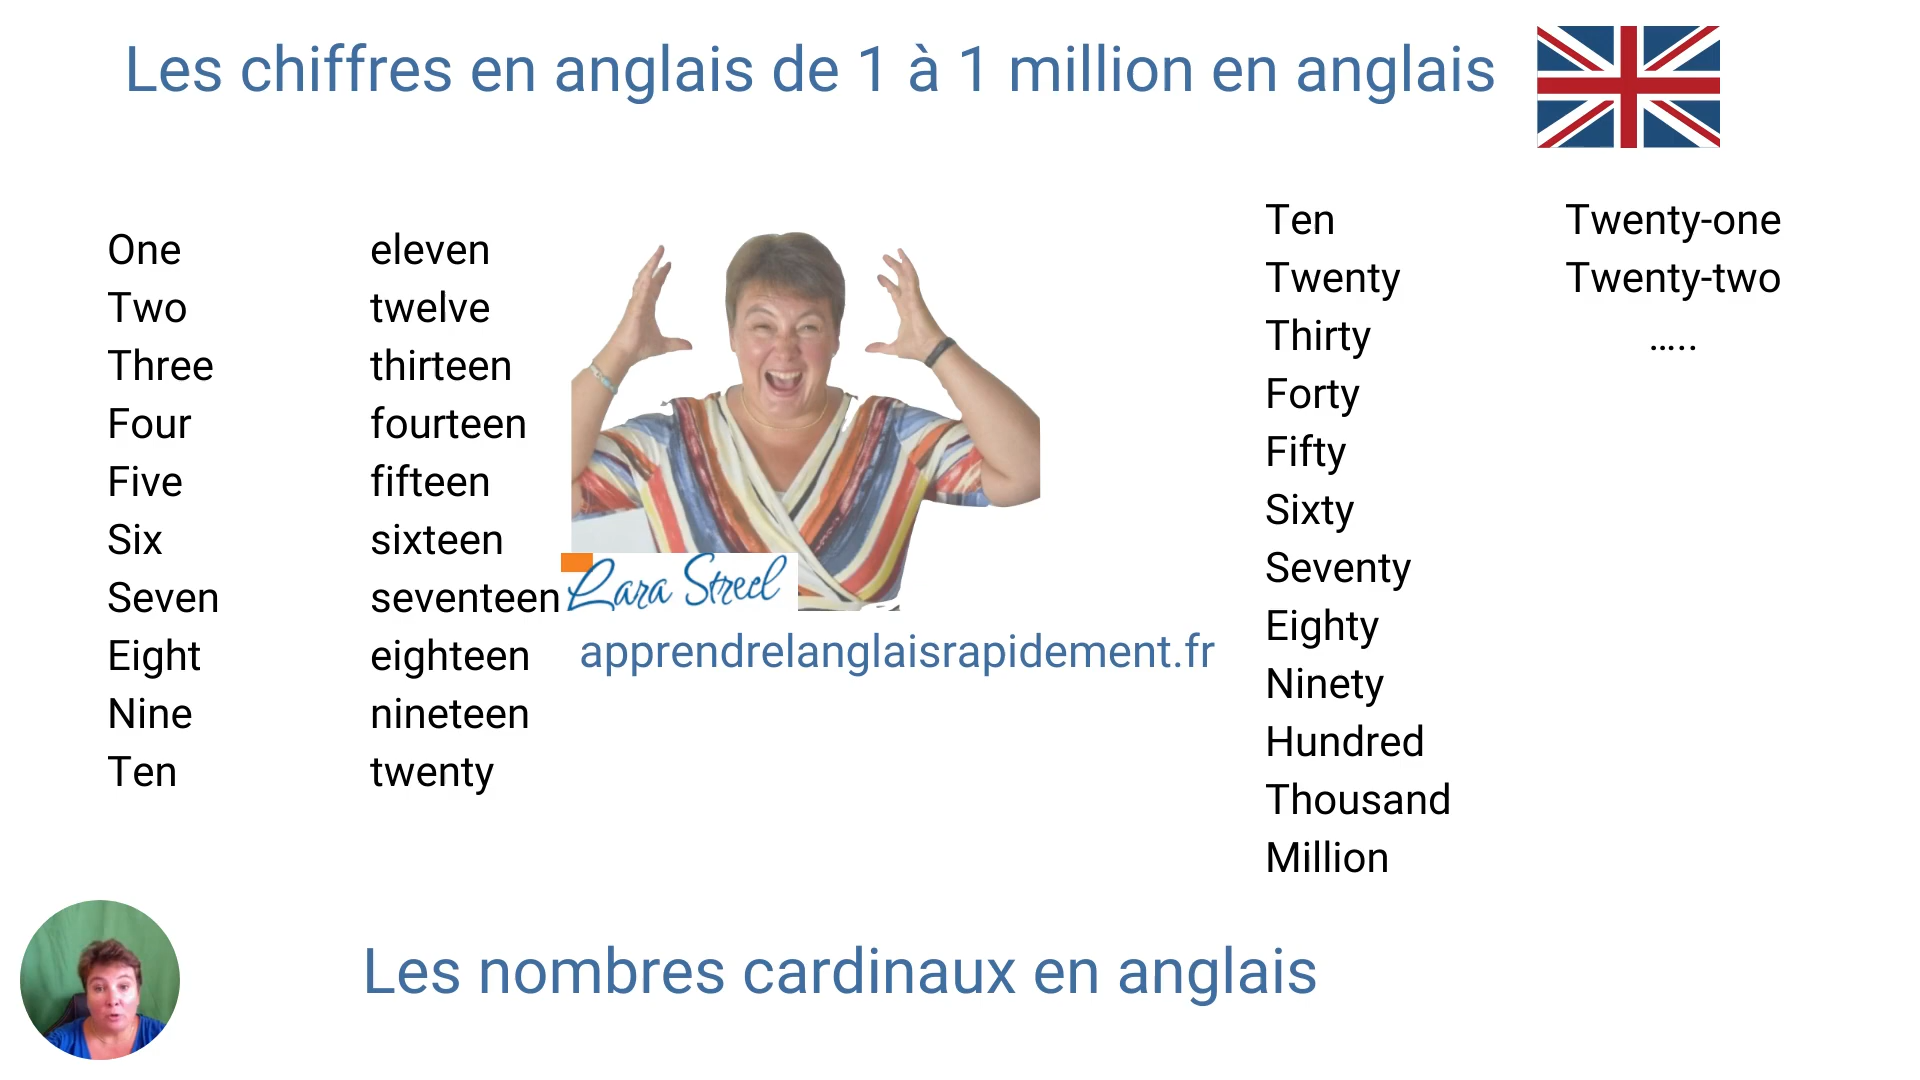 Les chiffres en anglais de 1 à 1 million en anglais
One
Two
Three
Four
Five
Six
Seven
Eight
Nine
Ten
eleven
twelve
thirteen
fourteen
fifteen
sixteen
seventeen
eighteen
nineteen
twenty
Lara Streel
apprendrelanglaisrapidement.fr
Ten
Twenty
Thirty
Forty
Fifty
Sixty
Seventy
Eighty
Ninety
Hundred
Thousand
Million
Twenty-one
Twenty-two
…..
Les nombres cardinaux en anglais